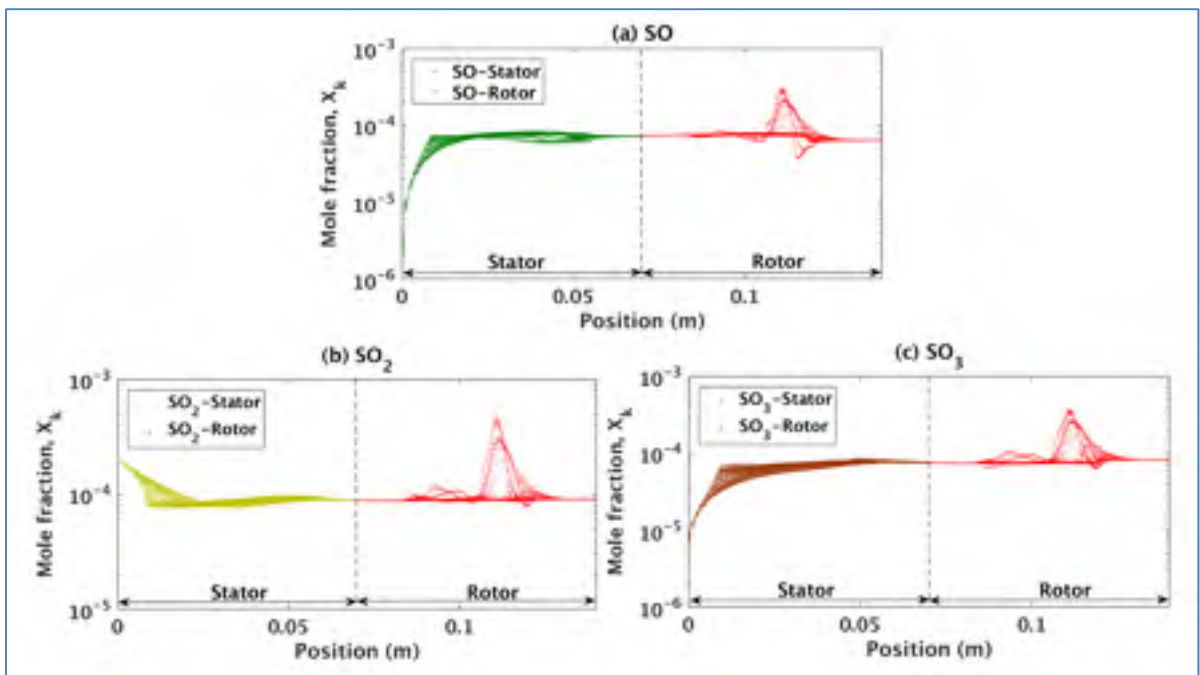 (a) SO
Mole fraction, X_k
10^-3
10^-4
10^-5
10^-6
SO-Stator
SO-Rotor
Stator
Rotor
0
0.05
0.1
Position (m)
(b) SO_2
Mole fraction, X_k
10^-3
10^-4
10^-5
SO_2-Stator
SO_2-Rotor
Stator
Rotor
0
0.05
0.1
Position (m)
(c) SO_3
Mole fraction, X_k
10^-3
10^-4
10^-5
10^-6
SO_3-Stator
SO_3-Rotor
Stator
Rotor
0
0.05
0.1
Position (m)